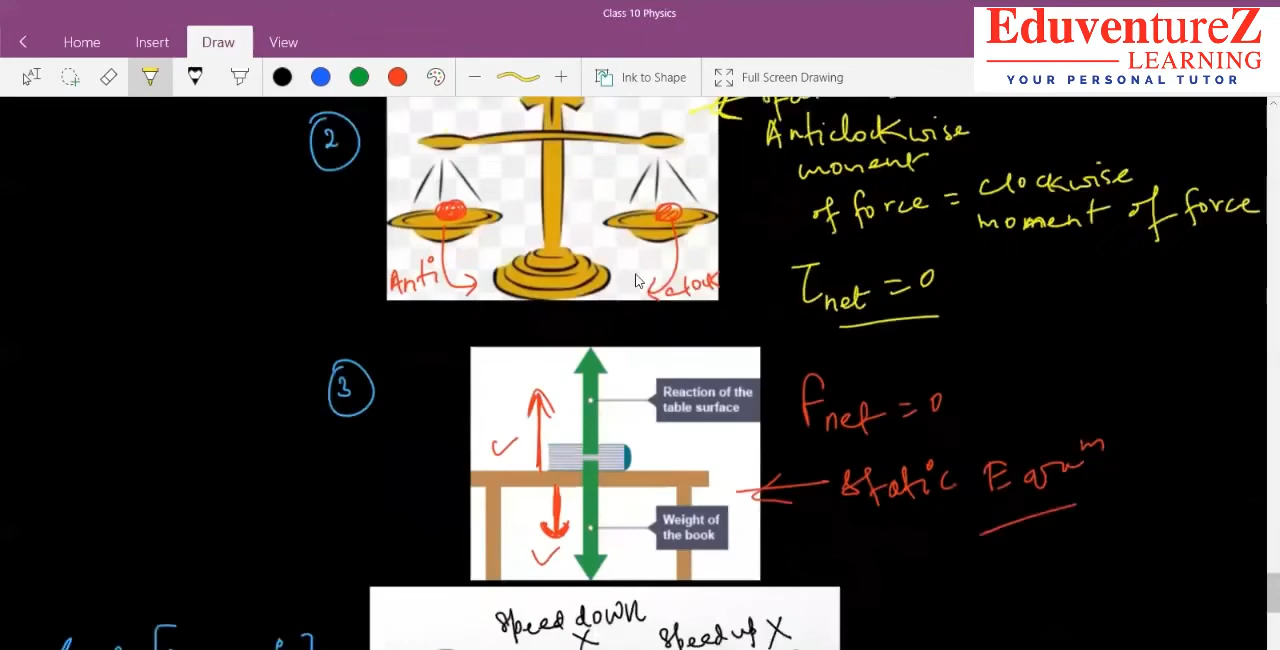 Class 10 Physics
Home Insert Draw View
EduventureZ
LEARNING
YOUR PERSONAL TUTOR
Ink to Shape
Full Screen Drawing
2
Anticlockwise
moment
of force = clockwise
moment of force
Anti
clock
τnet = 0
3
Reaction of the
table surface
Fnet = 0
Static Equm
Weight of
the book
Speed down
X
Speed up X